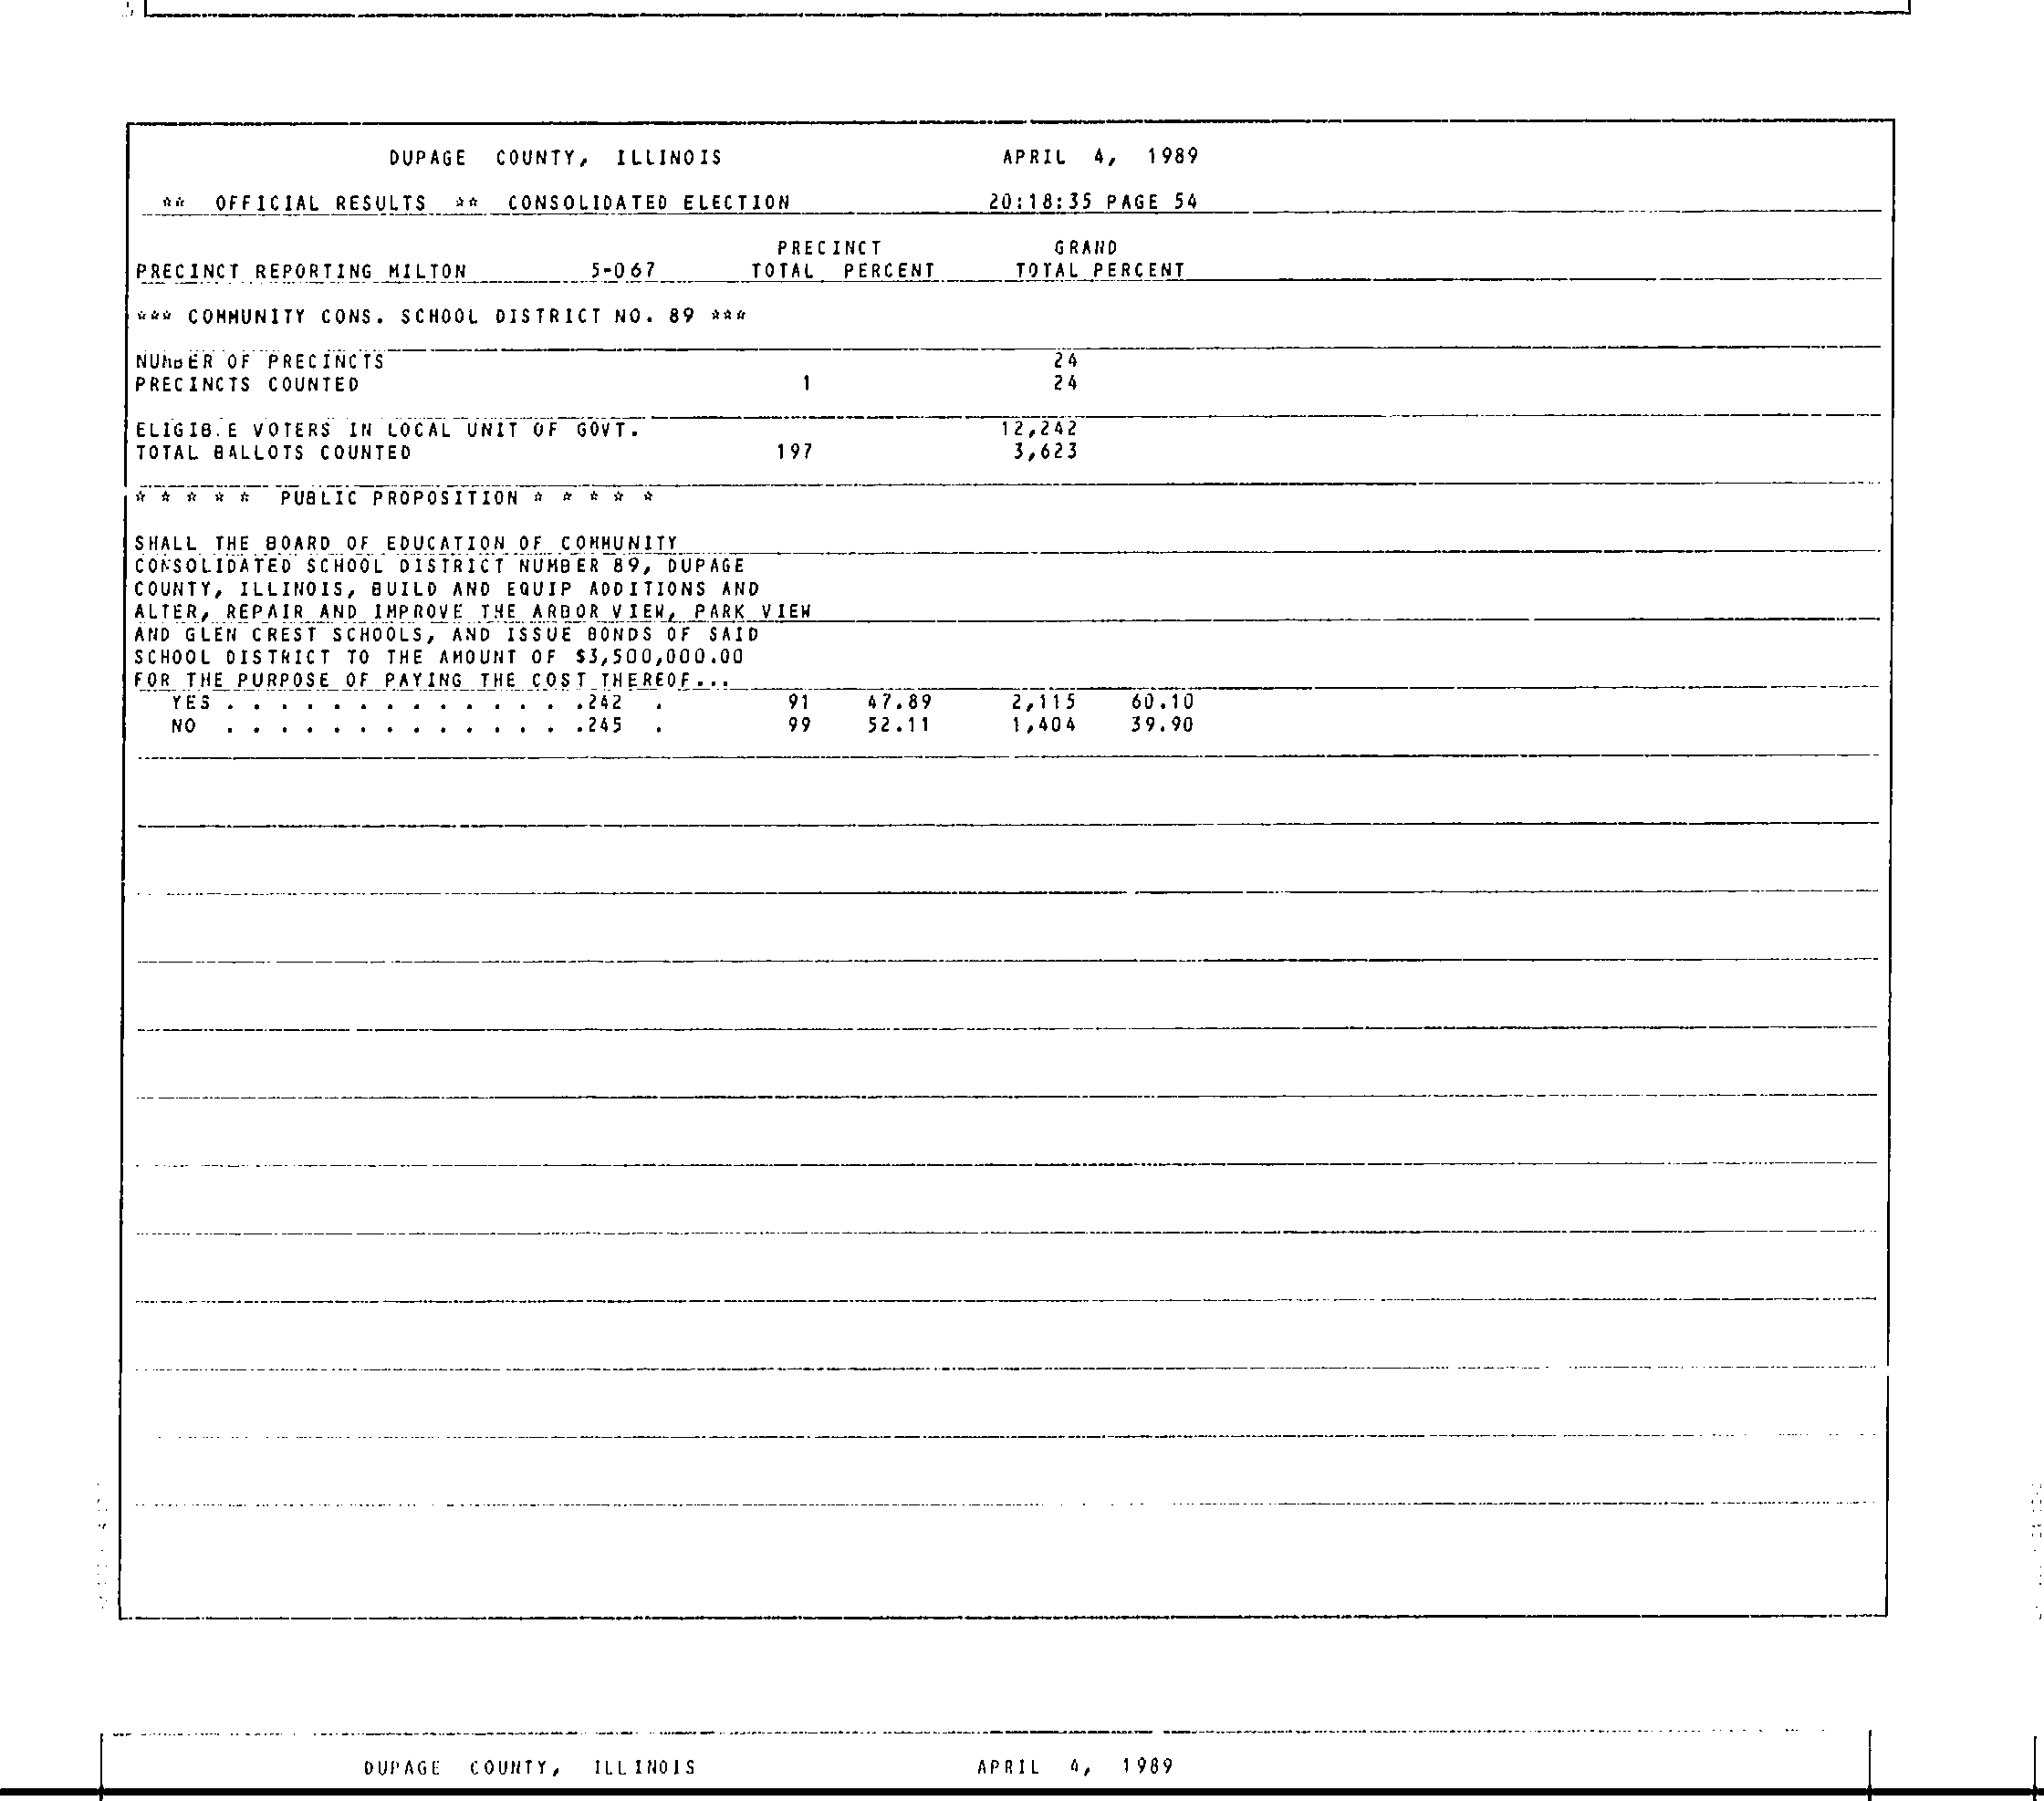 DUPAGE COUNTY, ILLINOIS APRIL 4, 1989
** OFFICIAL RESULTS ** CONSOLIDATED ELECTION 20:18:35 PAGE 54
PRECINCT GRAND
PRECINCT REPORTING MILTON 5-067 TOTAL PERCENT TOTAL PERCENT
*** COMMUNITY CONS. SCHOOL DISTRICT NO. 89 ***
NUMBER OF PRECINCTS 24
PRECINCTS COUNTED 1 24
ELIGIB.E VOTERS IN LOCAL UNIT OF GOVT. 12,242
TOTAL BALLOTS COUNTED 197 3,623
* * * * * PUBLIC PROPOSITION * * * * *
SHALL THE BOARD OF EDUCATION OF COMMUNITY
CONSOLIDATED SCHOOL DISTRICT NUMBER 89, DUPAGE
COUNTY, ILLINOIS, BUILD AND EQUIP ADDITIONS AND
ALTER, REPAIR AND IMPROVE THE ARBOR VIEW, PARK VIEW
AND GLEN CREST SCHOOLS, AND ISSUE BONDS OF SAID
SCHOOL DISTRICT TO THE AMOUNT OF $3,500,000.00
FOR THE PURPOSE OF PAYING THE COST THEREOF...
YES . . . . . . . . . . . . . .242 . 91 47.89 2,115 60.10
NO . . . . . . . . . . . . . .245 . 99 52.11 1,404 39.90
DUPAGE COUNTY, ILLINOIS APRIL 4, 1989